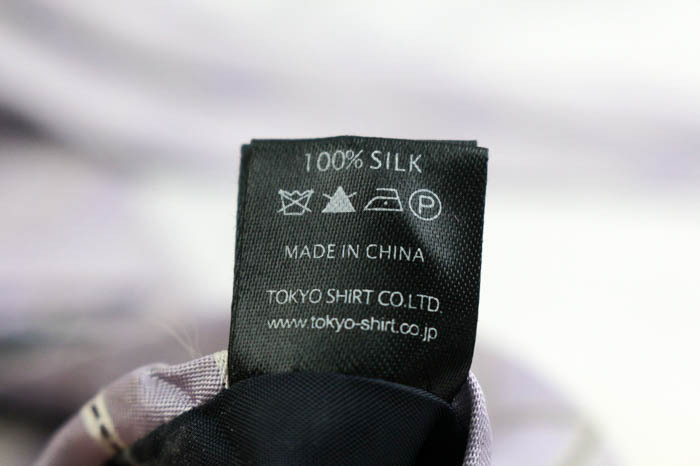 100% SILK
P
MADE IN CHINA
TOKYO SHIRT CO.LTD.
www.tokyo-shirt.co.jp